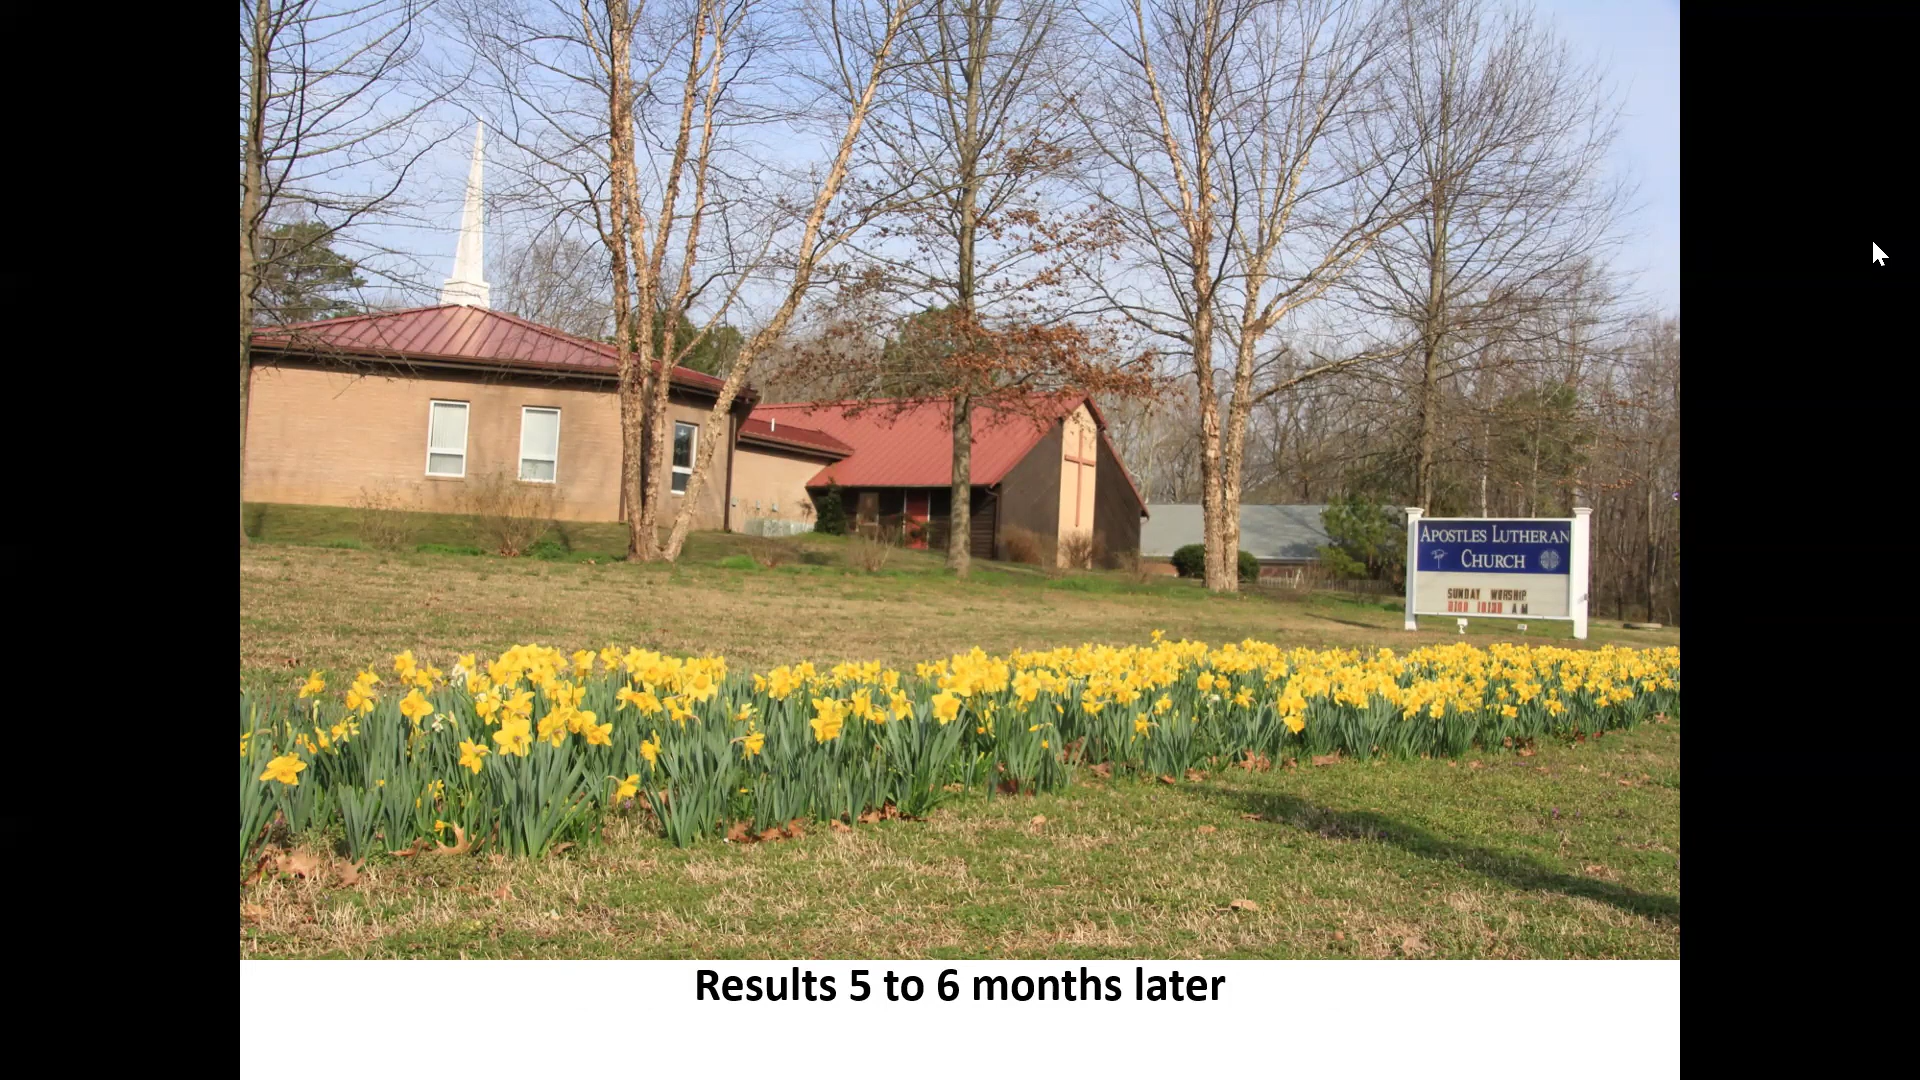 APOSTLES LUTHERAN
CHURCH
SUNDAY WORSHIP
A M
Results 5 to 6 months later